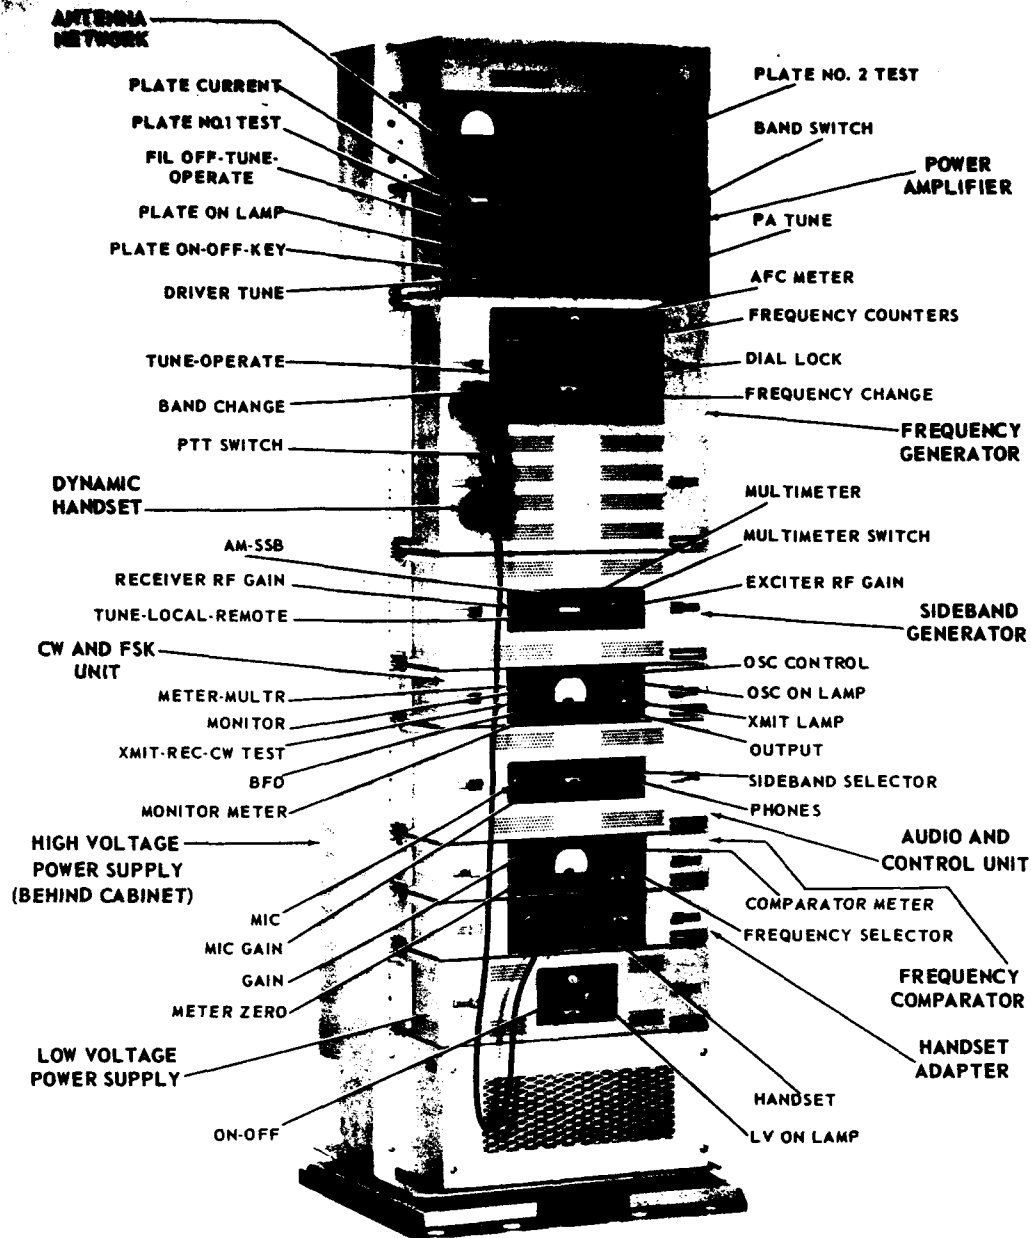 ANTENNA
NETWORK
PLATE CURRENT
PLATE NO.1 TEST
FIL OFF-TUNE-
OPERATE
PLATE ON LAMP
PLATE ON-OFF-KEY
DRIVER TUNE
TUNE-OPERATE
BAND CHANGE
PTT SWITCH
DYNAMIC
HANDSET
AM-SSB
RECEIVER RF GAIN
TUNE-LOCAL-REMOTE
CW AND FSK
UNIT
METER-MULTR
MONITOR
XMIT-REC-CW TEST
BFO
MONITOR METER
HIGH VOLTAGE
POWER SUPPLY
(BEHIND CABINET)
MIC
MIC GAIN
GAIN
METER ZERO
LOW VOLTAGE
POWER SUPPLY
ON-OFF
PLATE NO. 2 TEST
BAND SWITCH
POWER
AMPLIFIER
PA TUNE
AFC METER
FREQUENCY COUNTERS
DIAL LOCK
FREQUENCY CHANGE
FREQUENCY
GENERATOR
MULTIMETER
MULTIMETER SWITCH
EXCITER RF GAIN
SIDEBAND
GENERATOR
OSC CONTROL
OSC ON LAMP
XMIT LAMP
OUTPUT
SIDEBAND SELECTOR
PHONES
AUDIO AND
CONTROL UNIT
COMPARATOR METER
FREQUENCY SELECTOR
FREQUENCY
COMPARATOR
HANDSET
ADAPTER
HANDSET
LV ON LAMP